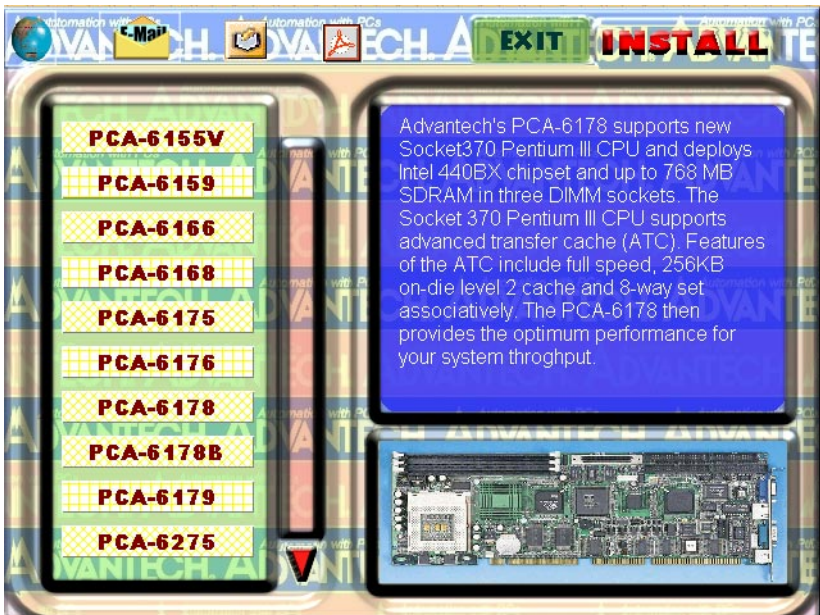 E-Mail
EXIT
INSTALL
PCA-6155V
PCA-6159
PCA-6166
PCA-6168
PCA-6175
PCA-6176
PCA-6178
PCA-6178B
PCA-6179
PCA-6275
Advantech's PCA-6178 supports new
Socket370 Pentium III CPU and deploys
Intel 440BX chipset and up to 768 MB
SDRAM in three DIMM sockets. The
Socket 370 Pentium III CPU supports
advanced transfer cache (ATC). Features
of the ATC include full speed, 256KB
on-die level 2 cache and 8-way set
associatively. The PCA-6178 then
provides the optimum performance for
your system throghput.